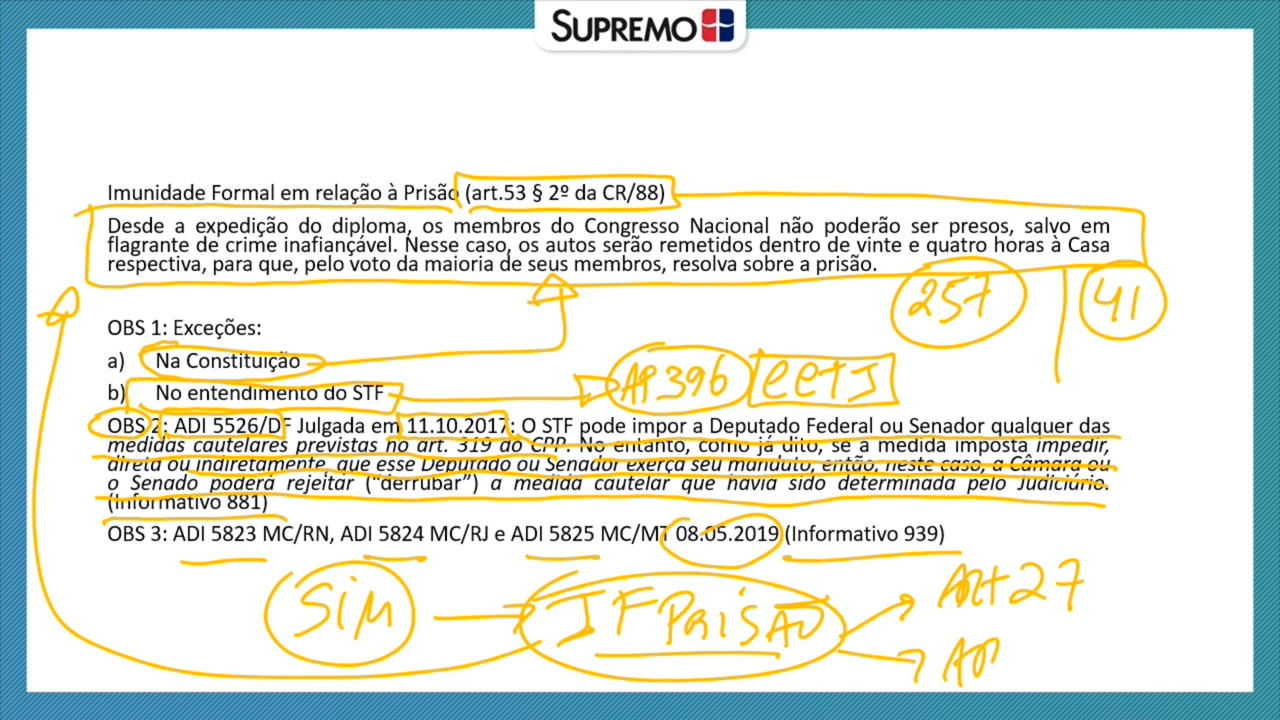 SUPREMO
Imunidade Formal em relação à Prisão (art.53 § 2º da CR/88)
Desde a expedição do diploma, os membros do Congresso Nacional não poderão ser presos, salvo em
flagrante de crime inafiançável. Nesse caso, os autos serão remetidos dentro de vinte e quatro horas à Casa
respectiva, para que, pelo voto da maioria de seus membros, resolva sobre a prisão.
257 41
OBS 1: Exceções:
a) Na Constituição
b) No entendimento do STF
AP 396 CCTJ
OBS 2: ADI 5526/DF Julgada em 11.10.2017: O STF pode impor a Deputado Federal ou Senador qualquer das
medidas cautelares previstas no art. 319 do CPP. No entanto, como já dito, se a medida imposta impedir,
direta ou indiretamente, que esse Deputado ou Senador exerça seu mandato, então, neste caso, a Câmara ou
o Senado poderá rejeitar (“derrubar”) a medida cautelar que havia sido determinada pelo Judiciário.
(Informativo 881)
OBS 3: ADI 5823 MC/RN, ADI 5824 MC/RJ e ADI 5825 MC/MT 08.05.2019 (Informativo 939)
SIM IF PRISÃO ART 27